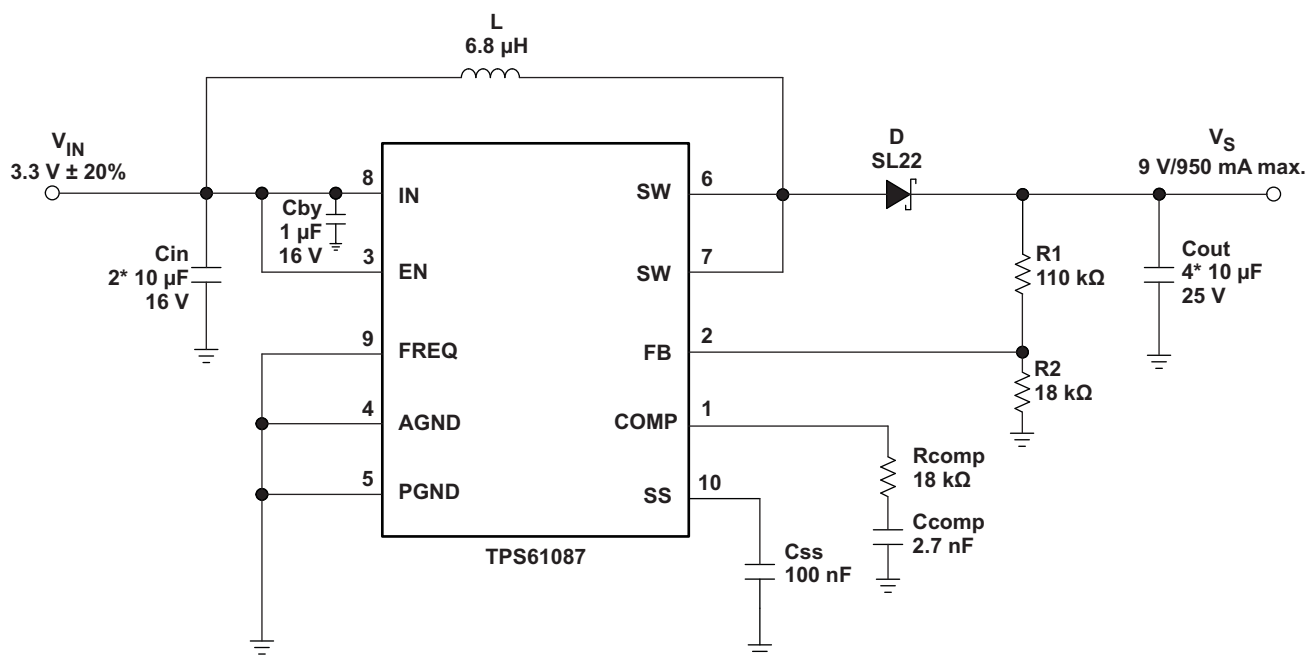 L
6.8 µH
V_IN
3.3 V ± 20%
D
SL22
V_S
9 V/950 mA max.
8
IN
SW
6
Cby
1 µF
16 V
Cin
2* 10 µF
16 V
3
EN
SW
7
R1
110 kΩ
Cout
4* 10 µF
25 V
9
FREQ
FB
2
R2
18 kΩ
4
AGND
COMP
1
Rcomp
18 kΩ
5
PGND
SS
10
Ccomp
2.7 nF
Css
100 nF
TPS61087